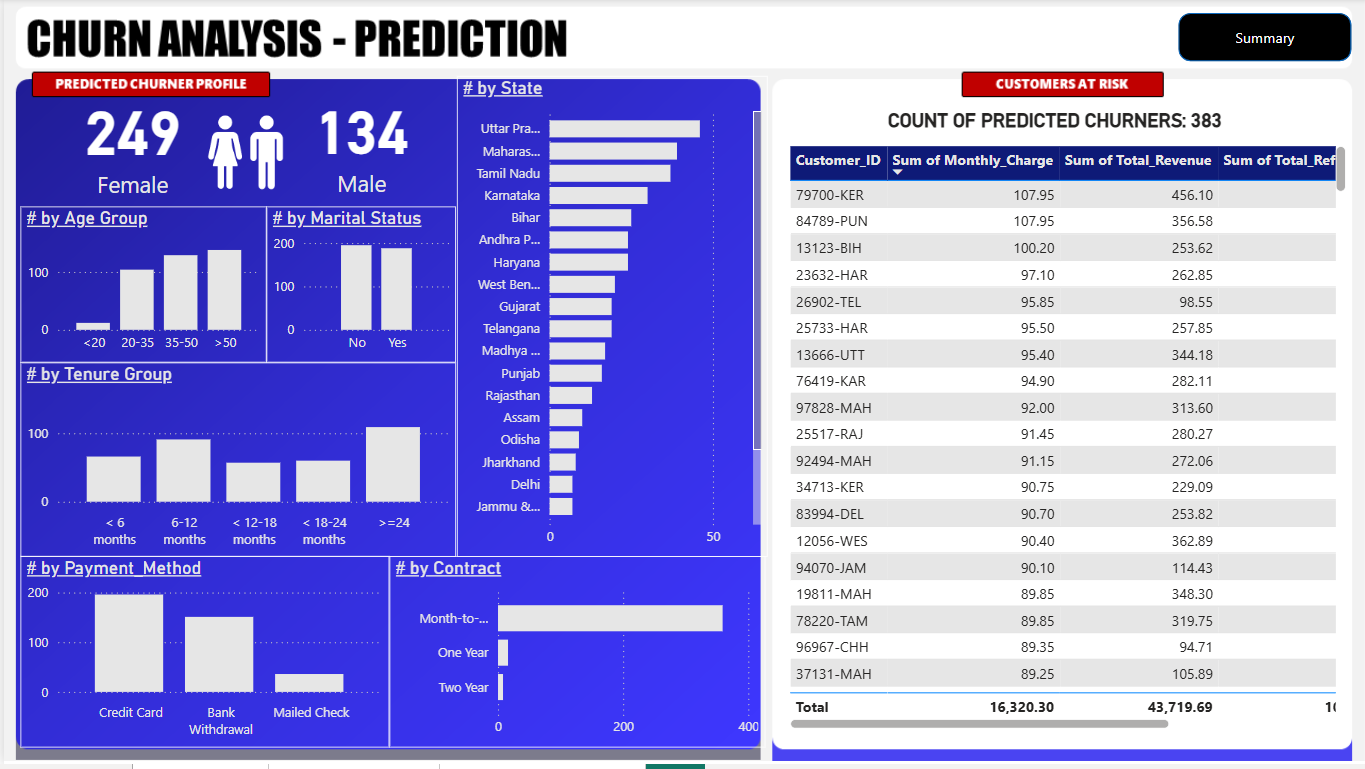 CHURN ANALYSIS - PREDICTION
Summary
PREDICTED CHURNER PROFILE
249
Female
134
Male
# by Age Group
100
0
<20 20-35 35-50 >50
# by Marital Status
200
100
0
No Yes
# by Tenure Group
100
0
< 6 months
6-12 months
< 12-18 months
< 18-24 months
>=24
# by State
Uttar Pra...
Maharas...
Tamil Nadu
Karnataka
Bihar
Andhra P...
Haryana
West Ben...
Gujarat
Telangana
Madhya ...
Punjab
Rajasthan
Assam
Odisha
Jharkhand
Delhi
Jammu &...
0 50
# by Payment_Method
200
100
0
Credit Card
Bank Withdrawal
Mailed Check
# by Contract
Month-to-...
One Year
Two Year
0 200 400
CUSTOMERS AT RISK
COUNT OF PREDICTED CHURNERS: 383
Customer_ID Sum of Monthly_Charge Sum of Total_Revenue Sum of Total_Ref
79700-KER 107.95 456.10
84789-PUN 107.95 356.58
13123-BIH 100.20 253.62
23632-HAR 97.10 262.85
26902-TEL 95.85 98.55
25733-HAR 95.50 257.85
13666-UTT 95.40 344.18
76419-KAR 94.90 282.11
97828-MAH 92.00 313.60
25517-RAJ 91.45 280.27
92494-MAH 91.15 272.06
34713-KER 90.75 229.09
83994-DEL 90.70 253.82
12056-WES 90.40 362.89
94070-JAM 90.10 114.43
19811-MAH 89.85 348.30
78220-TAM 89.85 319.75
96967-CHH 89.35 94.71
37131-MAH 89.25 105.89
Total 16,320.30 43,719.69